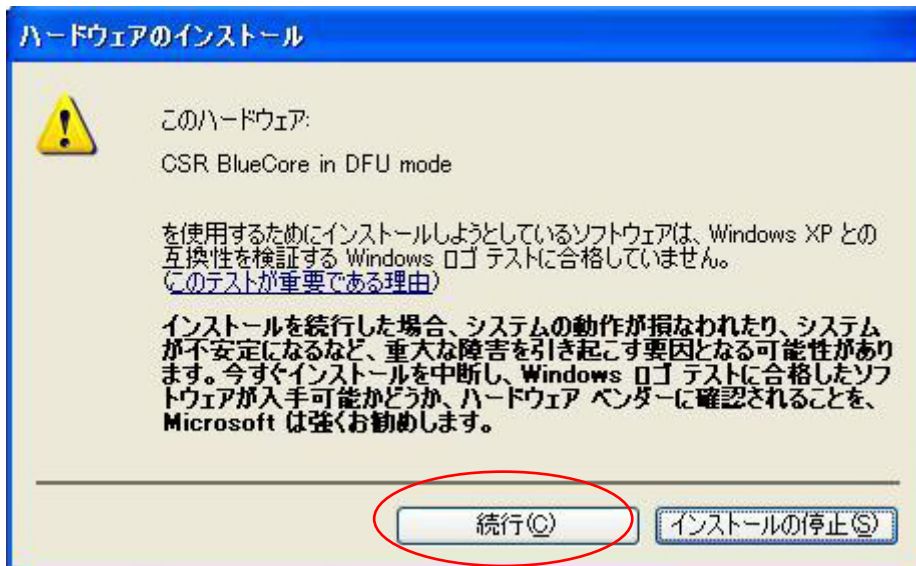 ハードウェアのインストール
このハードウェア:
CSR BlueCore in DFU mode
を使用するためにインストールしようとしているソフトウェアは、Windows XP との
互換性を検証する Windows ロゴ テストに合格していません。
(このテストが重要である理由)
インストールを続行した場合、システムの動作が損なわれたり、システム
が不安定になるなど、重大な障害を引き起こす要因となる可能性があり
ます。今すぐインストールを中断し、Windows ロゴ テストに合格したソフ
トウェアが入手可能かどうか、ハードウェア ベンダーに確認されることを、
Microsoft は強くお勧めします。
続行(C)
インストールの停止(S)